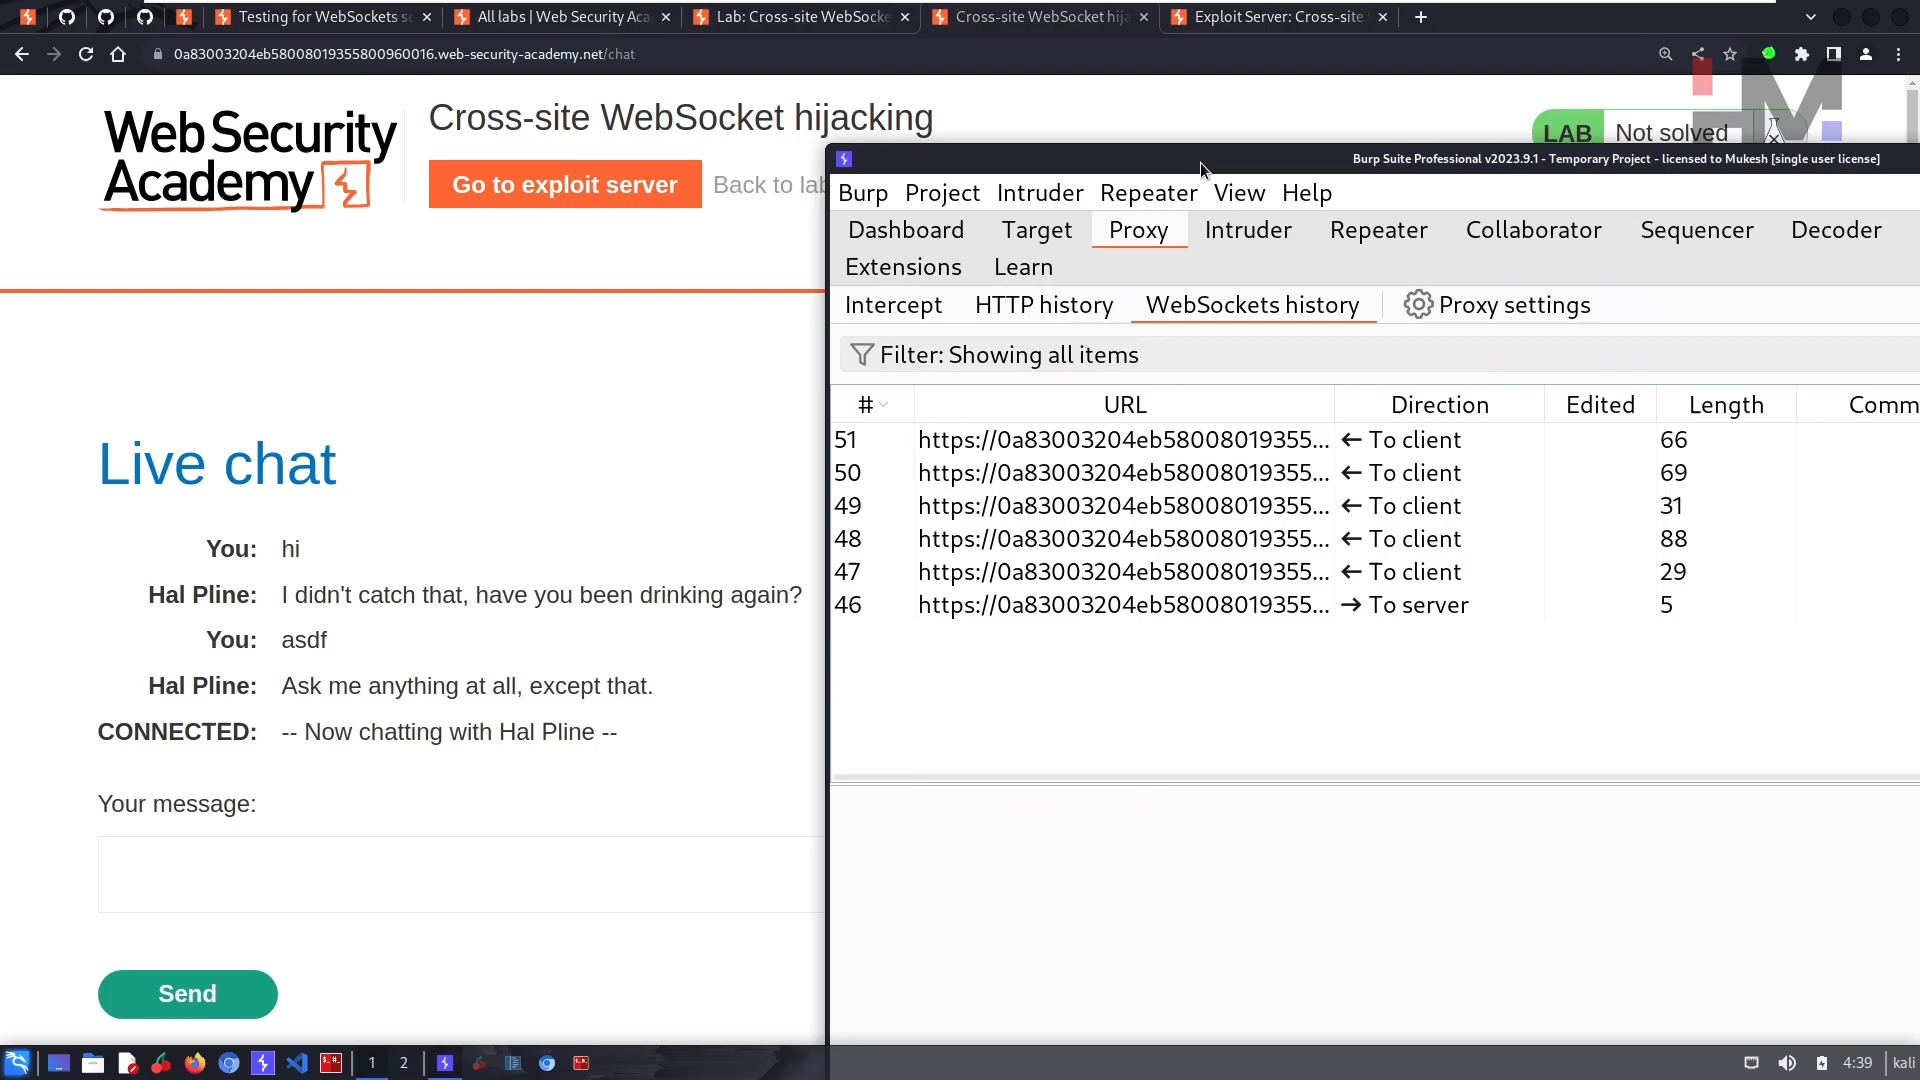 Testing for WebSockets se
All labs | Web Security Aca
Lab: Cross-site WebSocke
Cross-site WebSocket hija
Exploit Server: Cross-site
0a83003204eb58008019355800960016.web-security-academy.net/chat
Web Security
Academy
Cross-site WebSocket hijacking
Go to exploit server
Back to lab
LAB
Not solved
Burp Suite Professional v2023.9.1 - Temporary Project - licensed to Mukesh [single user license]
Burp Project Intruder Repeater View Help
Dashboard Target Proxy Intruder Repeater Collaborator Sequencer Decoder
Extensions Learn
Intercept HTTP history WebSockets history Proxy settings
Filter: Showing all items
# URL Direction Edited Length Comm
51 https://0a83003204eb58008019355... ← To client 66
50 https://0a83003204eb58008019355... ← To client 69
49 https://0a83003204eb58008019355... ← To client 31
48 https://0a83003204eb58008019355... ← To client 88
47 https://0a83003204eb58008019355... ← To client 29
46 https://0a83003204eb58008019355... → To server 5
Live chat
You: hi
Hal Pline: I didn't catch that, have you been drinking again?
You: asdf
Hal Pline: Ask me anything at all, except that.
CONNECTED: -- Now chatting with Hal Pline --
Your message:
Send
1 2
4:39 kali